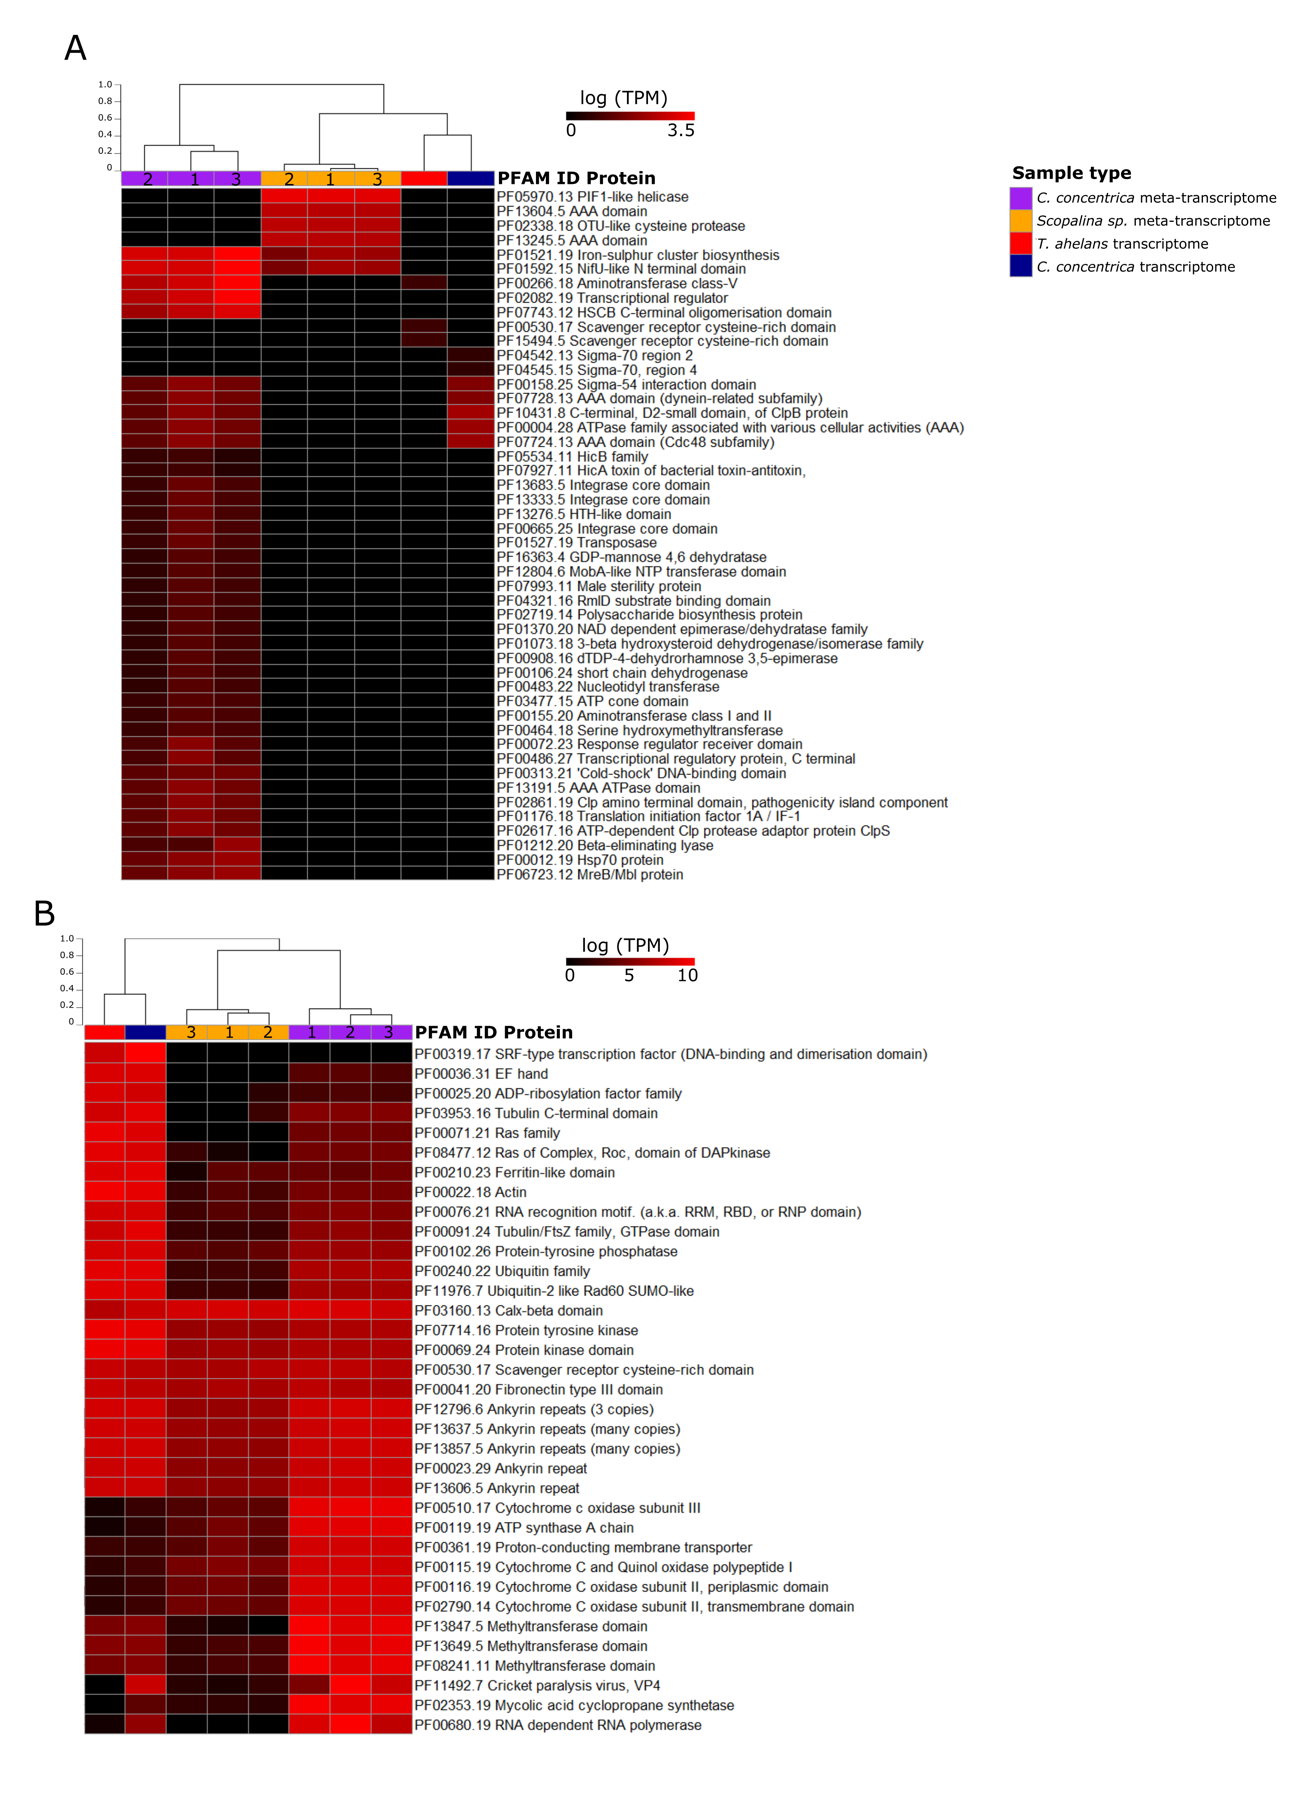 A
1.0
0.8
0.6
0.4
0.2
0
log (TPM)
0 3.5
2 1 3 2 1 3
PFAM ID Protein
PF05970.13 PIF1-like helicase
PF13604.5 AAA domain
PF02338.18 OTU-like cysteine protease
PF13245.5 AAA domain
PF01521.19 Iron-sulphur cluster biosynthesis
PF01592.15 NifU-like N terminal domain
PF00266.18 Aminotransferase class-V
PF02082.19 Transcriptional regulator
PF07743.12 HSCB C-terminal oligomerisation domain
PF00530.17 Scavenger receptor cysteine-rich domain
PF15494.5 Scavenger receptor cysteine-rich domain
PF04542.13 Sigma-70 region 2
PF04545.15 Sigma-70, region 4
PF00158.25 Sigma-54 interaction domain
PF07728.13 AAA domain (dynein-related subfamily)
PF10431.8 C-terminal, D2-small domain, of ClpB protein
PF00004.28 ATPase family associated with various cellular activities (AAA)
PF07724.13 AAA domain (Cdc48 subfamily)
PF05534.11 HicB family
PF07927.11 HicA toxin of bacterial toxin-antitoxin,
PF13683.5 Integrase core domain
PF13333.5 Integrase core domain
PF13276.5 HTH-like domain
PF00665.25 Integrase core domain
PF01527.19 Transposase
PF16363.4 GDP-mannose 4,6 dehydratase
PF12804.6 MobA-like NTP transferase domain
PF07993.11 Male sterility protein
PF04321.16 RmlD substrate binding domain
PF02719.14 Polysaccharide biosynthesis protein
PF01370.20 NAD dependent epimerase/dehydratase family
PF01073.18 3-beta hydroxysteroid dehydrogenase/isomerase family
PF00908.16 dTDP-4-dehydrorhamnose 3,5-epimerase
PF00106.24 short chain dehydrogenase
PF00483.22 Nucleotidyl transferase
PF03477.15 ATP cone domain
PF00155.20 Aminotransferase class I and II
PF00464.18 Serine hydroxymethyltransferase
PF00072.23 Response regulator receiver domain
PF00486.27 Transcriptional regulatory protein, C terminal
PF00313.21 'Cold-shock' DNA-binding domain
PF13191.5 AAA ATPase domain
PF02861.19 Clp amino terminal domain, pathogenicity island component
PF01176.18 Translation initiation factor 1A / IF-1
PF02617.16 ATP-dependent Clp protease adaptor protein ClpS
PF01212.20 Beta-eliminating lyase
PF00012.19 Hsp70 protein
PF06723.12 MreB/Mbl protein
Sample type
C. concentrica meta-transcriptome
Scopalina sp. meta-transcriptome
T. ahelans transcriptome
C. concentrica transcriptome
B
1.0
0.8
0.6
0.4
0.2
0
log (TPM)
0 5 10
3 1 2 1 2 3
PFAM ID Protein
PF00319.17 SRF-type transcription factor (DNA-binding and dimerisation domain)
PF00036.31 EF hand
PF00025.20 ADP-ribosylation factor family
PF03953.16 Tubulin C-terminal domain
PF00071.21 Ras family
PF08477.12 Ras of Complex, Roc, domain of DAPkinase
PF00210.23 Ferritin-like domain
PF00022.18 Actin
PF00076.21 RNA recognition motif. (a.k.a. RRM, RBD, or RNP domain)
PF00091.24 Tubulin/FtsZ family, GTPase domain
PF00102.26 Protein-tyrosine phosphatase
PF00240.22 Ubiquitin family
PF11976.7 Ubiquitin-2 like Rad60 SUMO-like
PF03160.13 Calx-beta domain
PF07714.16 Protein tyrosine kinase
PF00069.24 Protein kinase domain
PF00530.17 Scavenger receptor cysteine-rich domain
PF00041.20 Fibronectin type III domain
PF12796.6 Ankyrin repeats (3 copies)
PF13637.5 Ankyrin repeats (many copies)
PF13857.5 Ankyrin repeats (many copies)
PF00023.29 Ankyrin repeat
PF13606.5 Ankyrin repeat
PF00510.17 Cytochrome c oxidase subunit III
PF00119.19 ATP synthase A chain
PF00361.19 Proton-conducting membrane transporter
PF00115.19 Cytochrome C and Quinol oxidase polypeptide I
PF00116.19 Cytochrome C oxidase subunit II, periplasmic domain
PF02790.14 Cytochrome C oxidase subunit II, transmembrane domain
PF13847.5 Methyltransferase domain
PF13649.5 Methyltransferase domain
PF08241.11 Methyltransferase domain
PF11492.7 Cricket paralysis virus, VP4
PF02353.19 Mycolic acid cyclopropane synthetase
PF00680.19 RNA dependent RNA polymerase